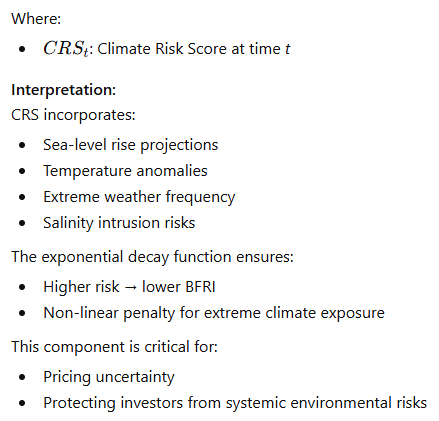 Where:
• CRSₜ: Climate Risk Score at time t
Interpretation:
CRS incorporates:
• Sea-level rise projections
• Temperature anomalies
• Extreme weather frequency
• Salinity intrusion risks
The exponential decay function ensures:
• Higher risk → lower BFRI
• Non-linear penalty for extreme climate exposure
This component is critical for:
• Pricing uncertainty
• Protecting investors from systemic environmental risks